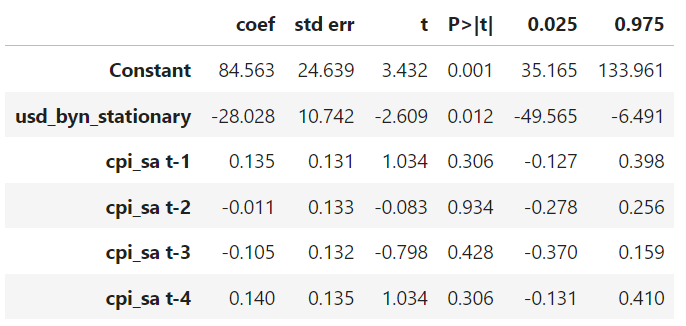 coef std err t P>|t| 0.025 0.975
Constant 84.563 24.639 3.432 0.001 35.165 133.961
usd_byn_stationary -28.028 10.742 -2.609 0.012 -49.565 -6.491
cpi_sa t-1 0.135 0.131 1.034 0.306 -0.127 0.398
cpi_sa t-2 -0.011 0.133 -0.083 0.934 -0.278 0.256
cpi_sa t-3 -0.105 0.132 -0.798 0.428 -0.370 0.159
cpi_sa t-4 0.140 0.135 1.034 0.306 -0.131 0.410